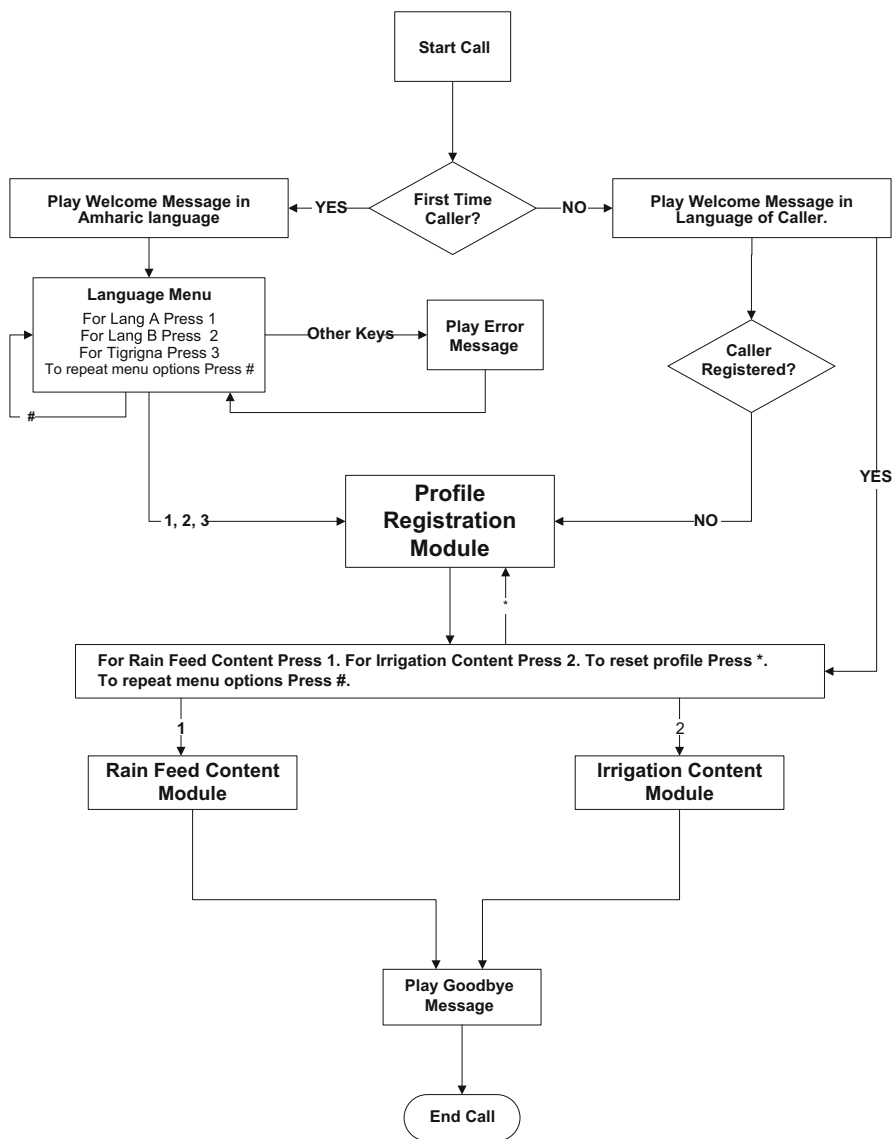 Start Call
First Time
Caller?
YES
NO
Play Welcome Message in
Amharic language
Play Welcome Message in
Language of Caller.
Language Menu
For Lang A Press 1
For Lang B Press 2
For Tigrigna Press 3
To repeat menu options Press #
#
Other Keys
Play Error
Message
Caller
Registered?
YES
1, 2, 3
Profile
Registration
Module
NO
*
For Rain Feed Content Press 1. For Irrigation Content Press 2. To reset profile Press *.
To repeat menu options Press #.
1
2
Rain Feed Content
Module
Irrigation Content
Module
Play Goodbye
Message
End Call